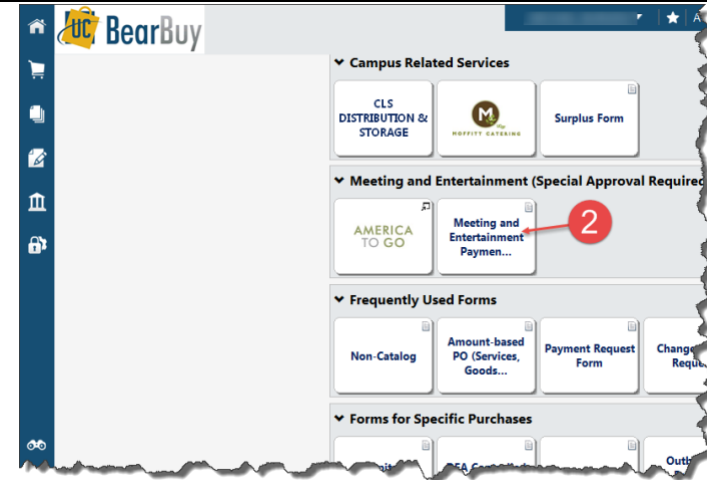 UC BearBuy
A
Campus Related Services
CLS
DISTRIBUTION &
STORAGE
M
MOFFITT CATERING
Surplus Form
Meeting and Entertainment (Special Approval Required
AMERICA
TO GO
Meeting and
Entertainment
Paymen...
2
Frequently Used Forms
Non-Catalog
Amount-based
PO (Services,
Goods...
Payment Request
Form
Change
Reque
Forms for Specific Purchases